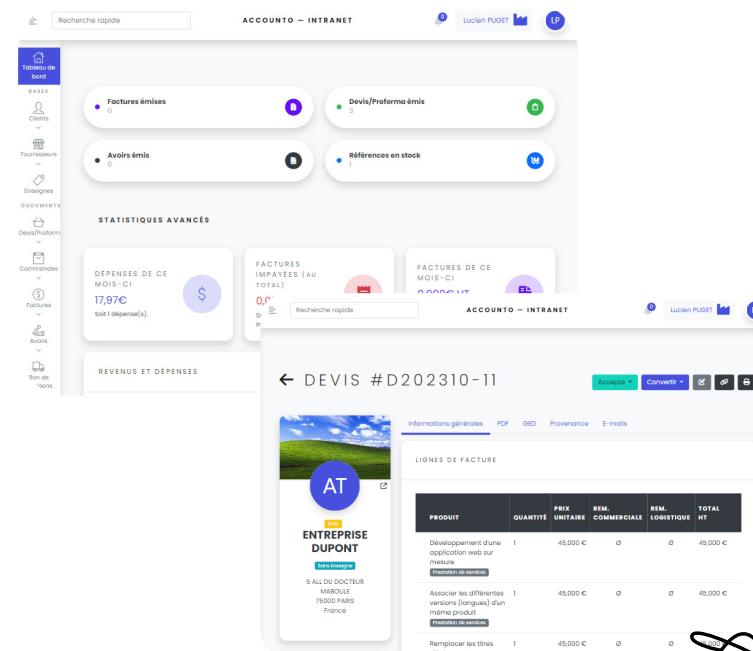 Recherche rapide
ACCOUNTO — INTRANET
Lucien PUGET
LP
Tableau de
bord
BASES
Clients
Fournisseurs
Enseignes
DOCUMENTS
Devis/Proform
Commandes
Factures
Avoirs
Factures émises
0
Devis/Proforma émis
3
Avoirs émis
0
Références en stock
1
STATISTIQUES AVANCÉS
DÉPENSES DE CE
MOIS-CI
17,97€
Soit 1 dépense(s).
FACTURES
IMPAYÉES (AU
TOTAL)
FACTURES DE CE
MOIS-CI
REVENUS ET DÉPENSES
Recherche rapide
ACCOUNTO — INTRANET
Lucien PUGET
DEVIS #D202310-11
Accepté
Convertir
AT
ENTREPRISE
DUPONT
Sans Enseigne
5 ALL DU DOCTEUR
MABOULE
75000 PARIS
France
Informations générales PDF GED Provenance E-mails
LIGNES DE FACTURE
PRODUIT QUANTITÉ PRIX UNITAIRE REM. COMMERCIALE REM. LOGISTIQUE TOTAL HT
Développement d'une 1 45,000 € Ø Ø 45,000 €
application web sur
mesure
Prestation de services
Associer les différentes 1 45,000 € Ø Ø 45,000 €
versions (langues) d'un
même produit
Prestation de services
Remplacer les titres 1 45,000 € Ø Ø